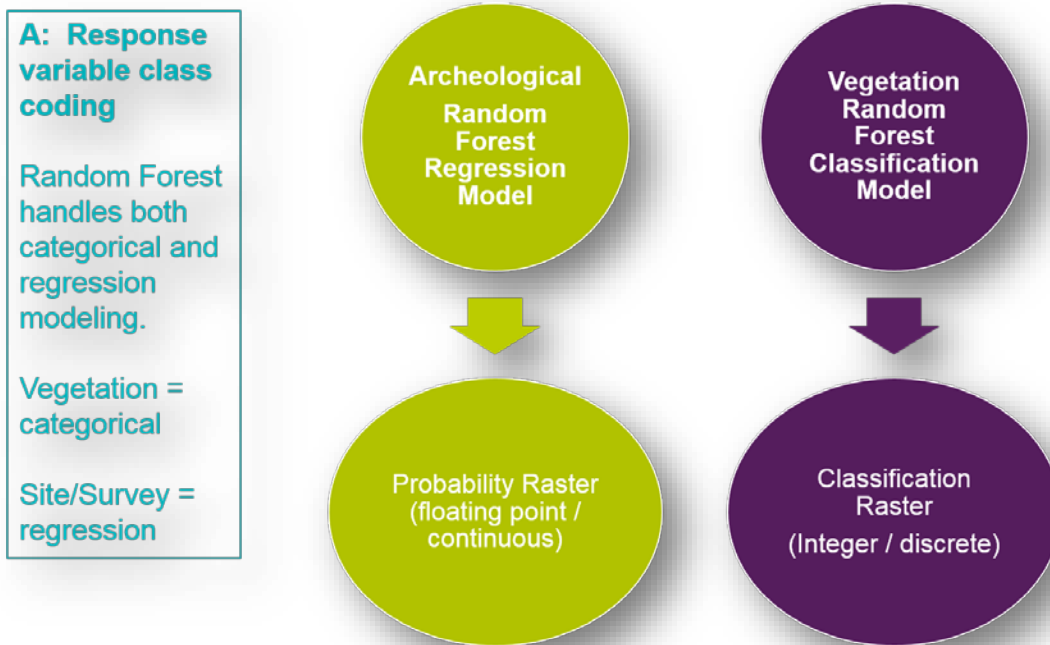 A:  Response
variable class
coding
Random Forest
handles both
categorical and
regression
modeling.
Vegetation =
categorical
Site/Survey =
regression
Archeological
Random
Forest
Regression
Model
Probability Raster
(floating point /
continuous)
Vegetation
Random
Forest
Classification
Model
Classification
Raster
(Integer / discrete)